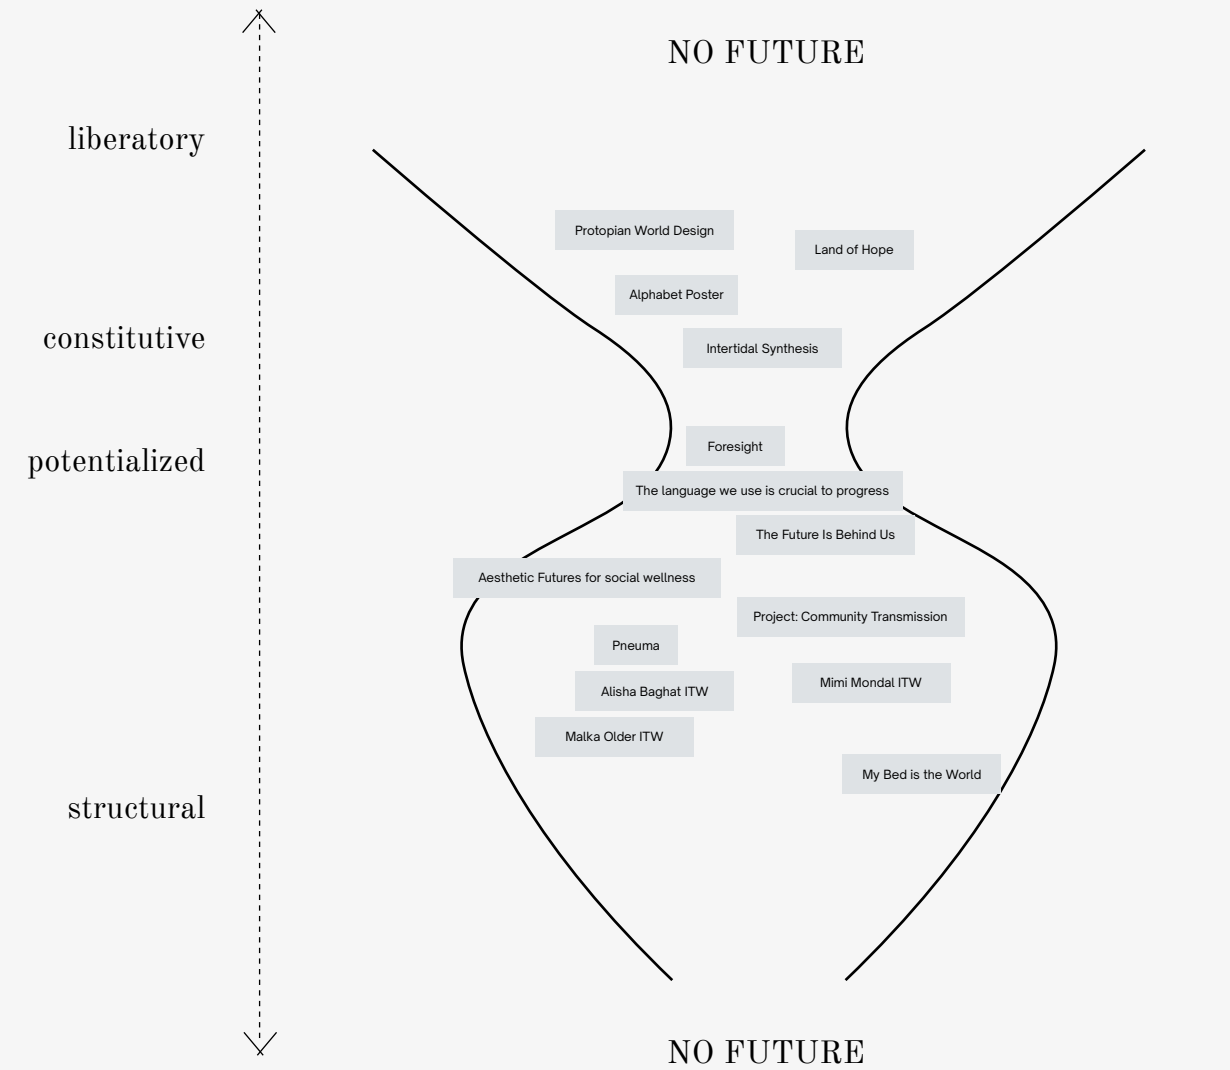 NO FUTURE
liberatory
Protopian World Design
Land of Hope
Alphabet Poster
constitutive
Intertidal Synthesis
Foresight
potentialized
The language we use is crucial to progress
The Future Is Behind Us
Aesthetic Futures for social wellness
Project: Community Transmission
Pneuma
Mimi Mondal ITW
Alisha Baghat ITW
Malka Older ITW
My Bed is the World
structural
NO FUTURE